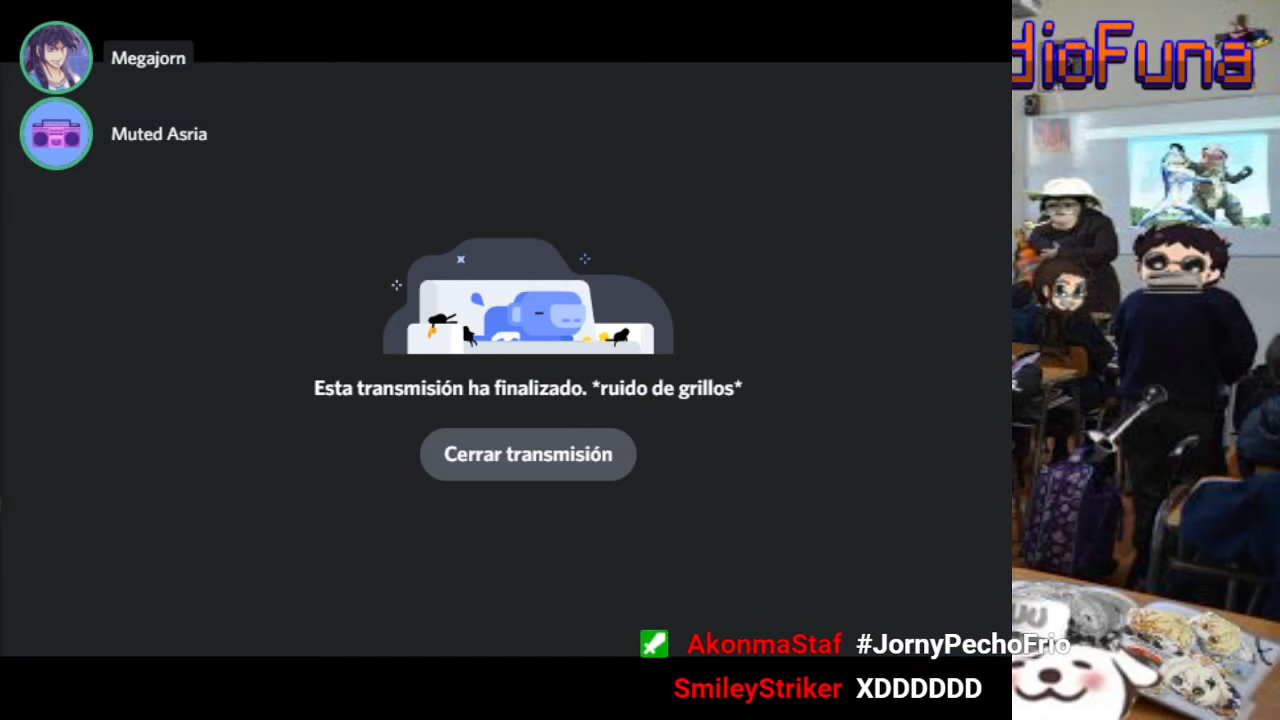 Megajorn
dioFuna
Muted Asria
Esta transmisión ha finalizado. *ruido de grillos*
Cerrar transmisión
AkonmaStaf #JornyPechoFrio
SmileyStriker XDDDDDD